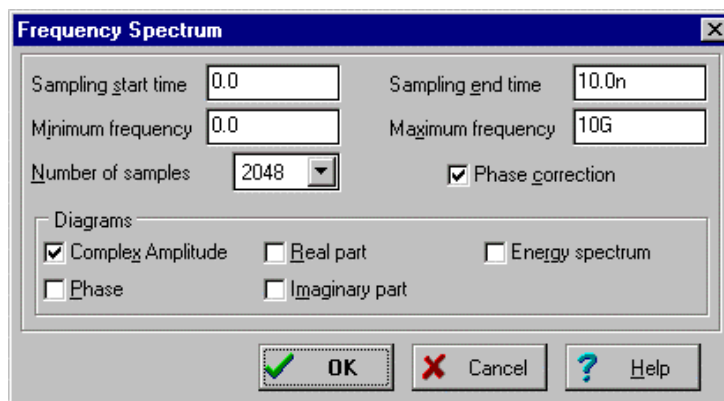 Frequency Spectrum
Sampling start time 0.0 Sampling end time 10.0n
Minimum frequency 0.0 Maximum frequency 10G
Number of samples 2048 Phase correction
Diagrams
Complex Amplitude Real part Energy spectrum
Phase Imaginary part
OK Cancel ? Help